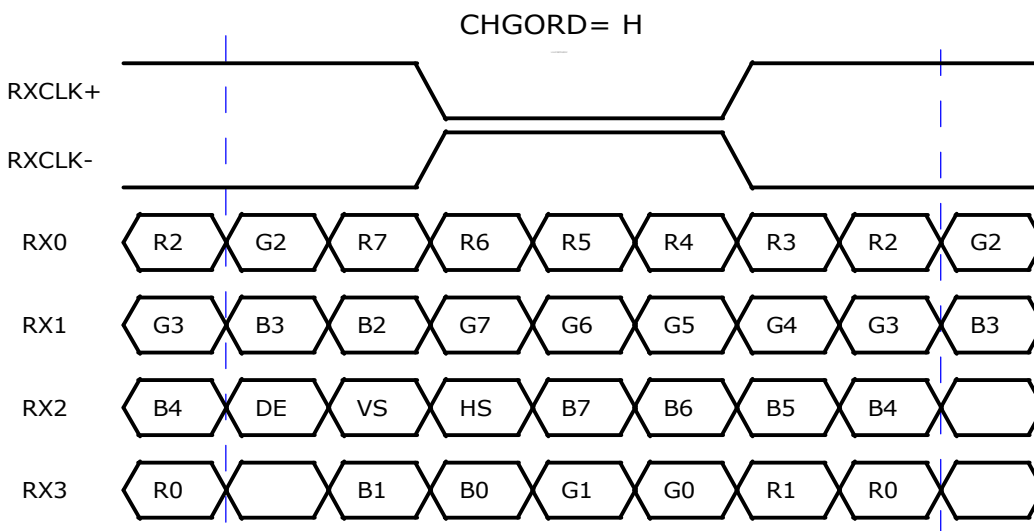 CHGORD= H
RXCLK+
RXCLK-
RX0 R2 G2 R7 R6 R5 R4 R3 R2 G2
RX1 G3 B3 B2 G7 G6 G5 G4 G3 B3
RX2 B4 DE VS HS B7 B6 B5 B4
RX3 R0 B1 B0 G1 G0 R1 R0